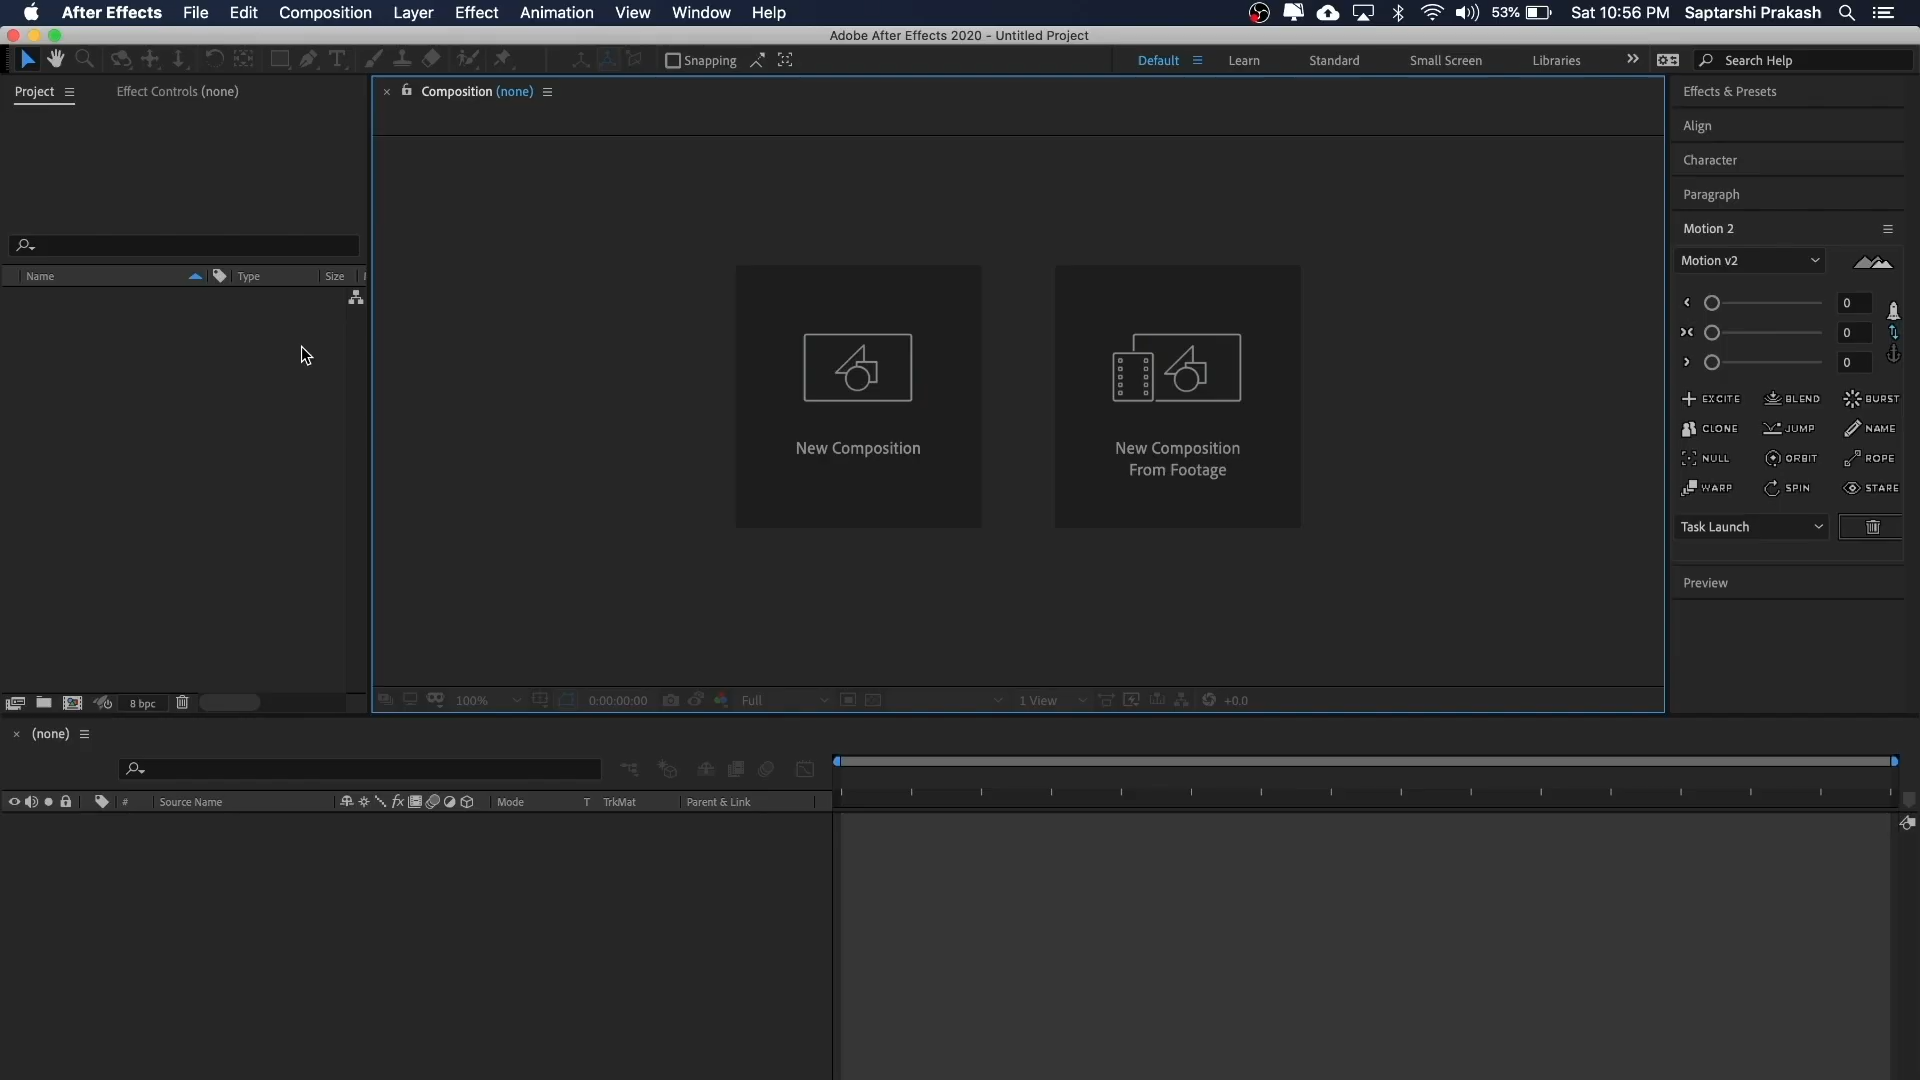 After Effects File Edit Composition Layer Effect Animation View Window Help 53% Sat 10:56 PM Saptarshi Prakash
Adobe After Effects 2020 - Untitled Project
Snapping Default Learn Standard Small Screen Libraries Search Help
Project Effect Controls (none) Composition (none)
Effects & Presets
Align
Character
Paragraph
Motion 2
Motion v2
Name Type Size
0
0
0
EXCITE BLEND BURST
CLONE JUMP NAME
NULL ORBIT ROPE
WARP SPIN STARE
Task Launch
Preview
New Composition
New Composition
From Footage
8 bpc
100% 0:00:00:00 Full 1 View +0.0
(none)
# Source Name fx Mode T TrkMat Parent & Link